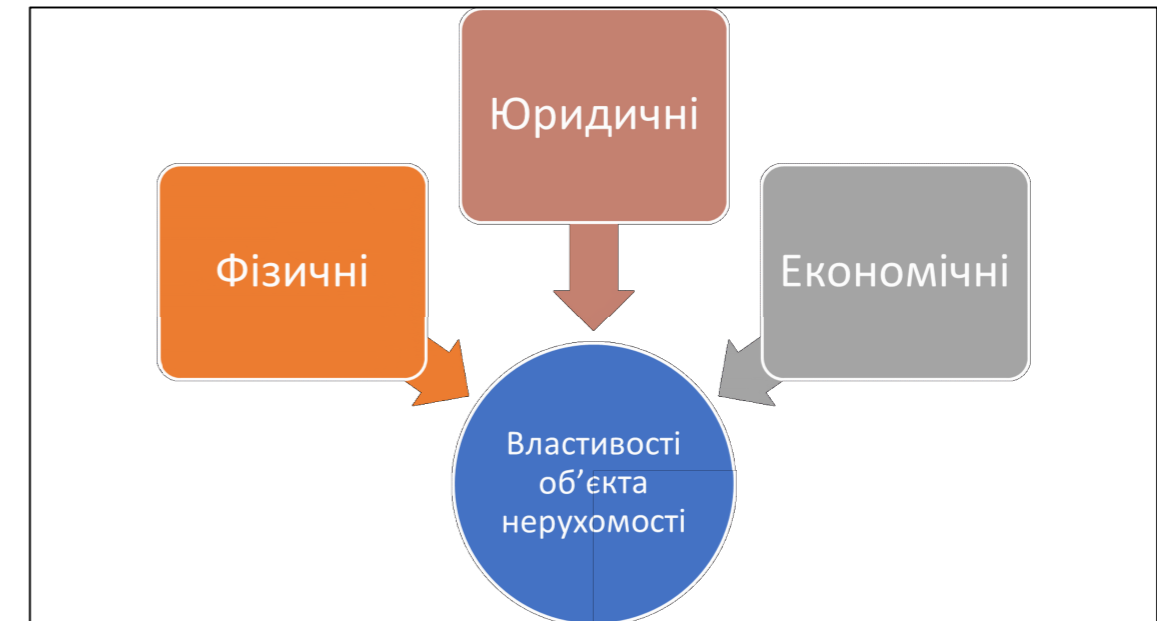 Юридичні
Фізичні
Економічні
Властивості
об’єкта
нерухомості